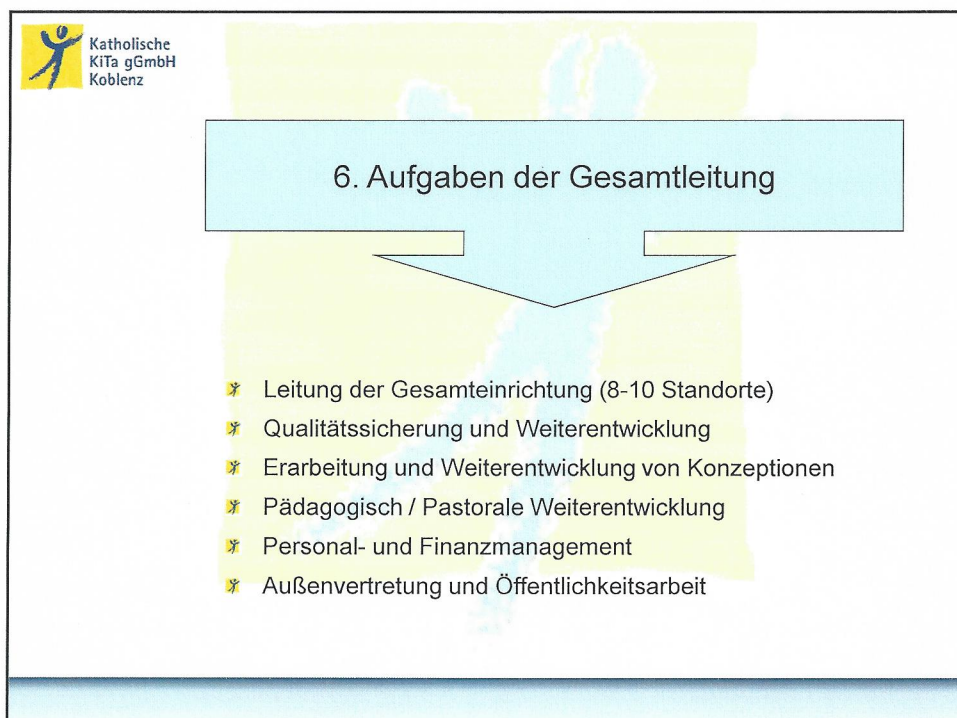 Katholische
KiTa gGmbH
Koblenz
6. Aufgaben der Gesamtleitung
Leitung der Gesamteinrichtung (8-10 Standorte)
Qualitätssicherung und Weiterentwicklung
Erarbeitung und Weiterentwicklung von Konzeptionen
Pädagogisch / Pastorale Weiterentwicklung
Personal- und Finanzmanagement
Außenvertretung und Öffentlichkeitsarbeit